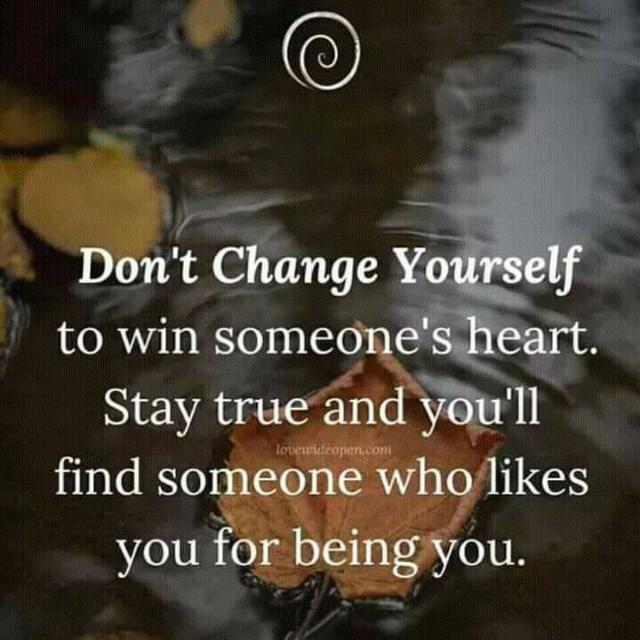 Don't Change Yourself
to win someone's heart.
Stay true and you'll
lovewideopen.com
find someone who likes
you for being you.